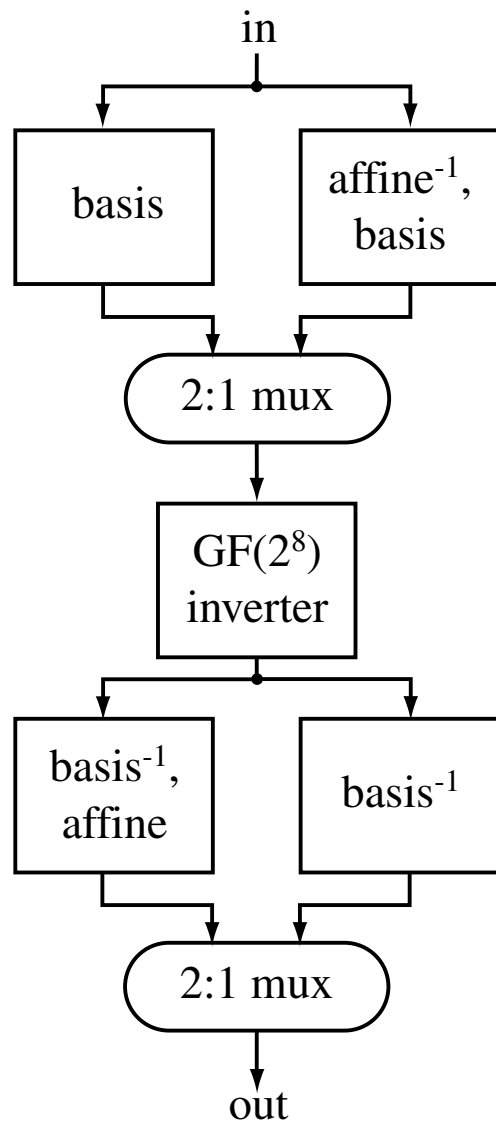 in
basis
affine⁻¹,
basis
2:1 mux
GF(2⁸)
inverter
basis⁻¹,
affine
basis⁻¹
2:1 mux
out